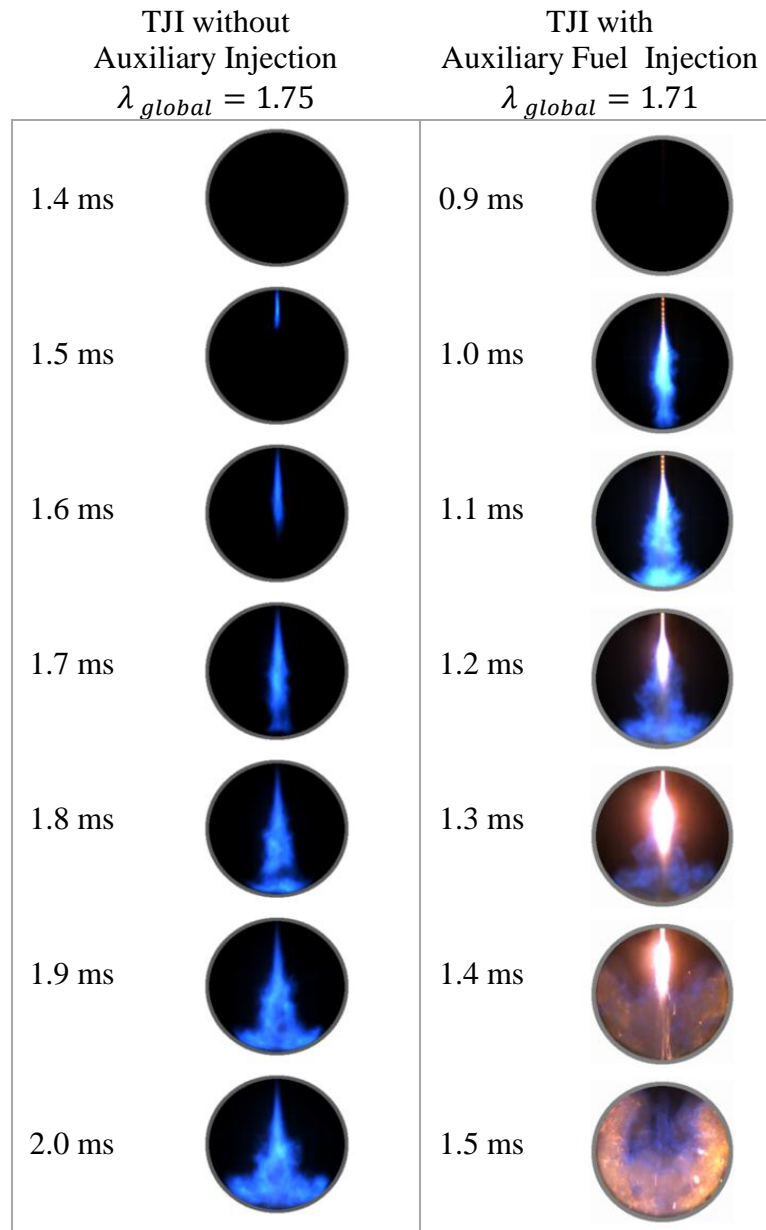 TJI without
Auxiliary Injection
λ global = 1.75
TJI with
Auxiliary Fuel Injection
λ global = 1.71
1.4 ms
0.9 ms
1.5 ms
1.0 ms
1.6 ms
1.1 ms
1.7 ms
1.2 ms
1.8 ms
1.3 ms
1.9 ms
1.4 ms
2.0 ms
1.5 ms